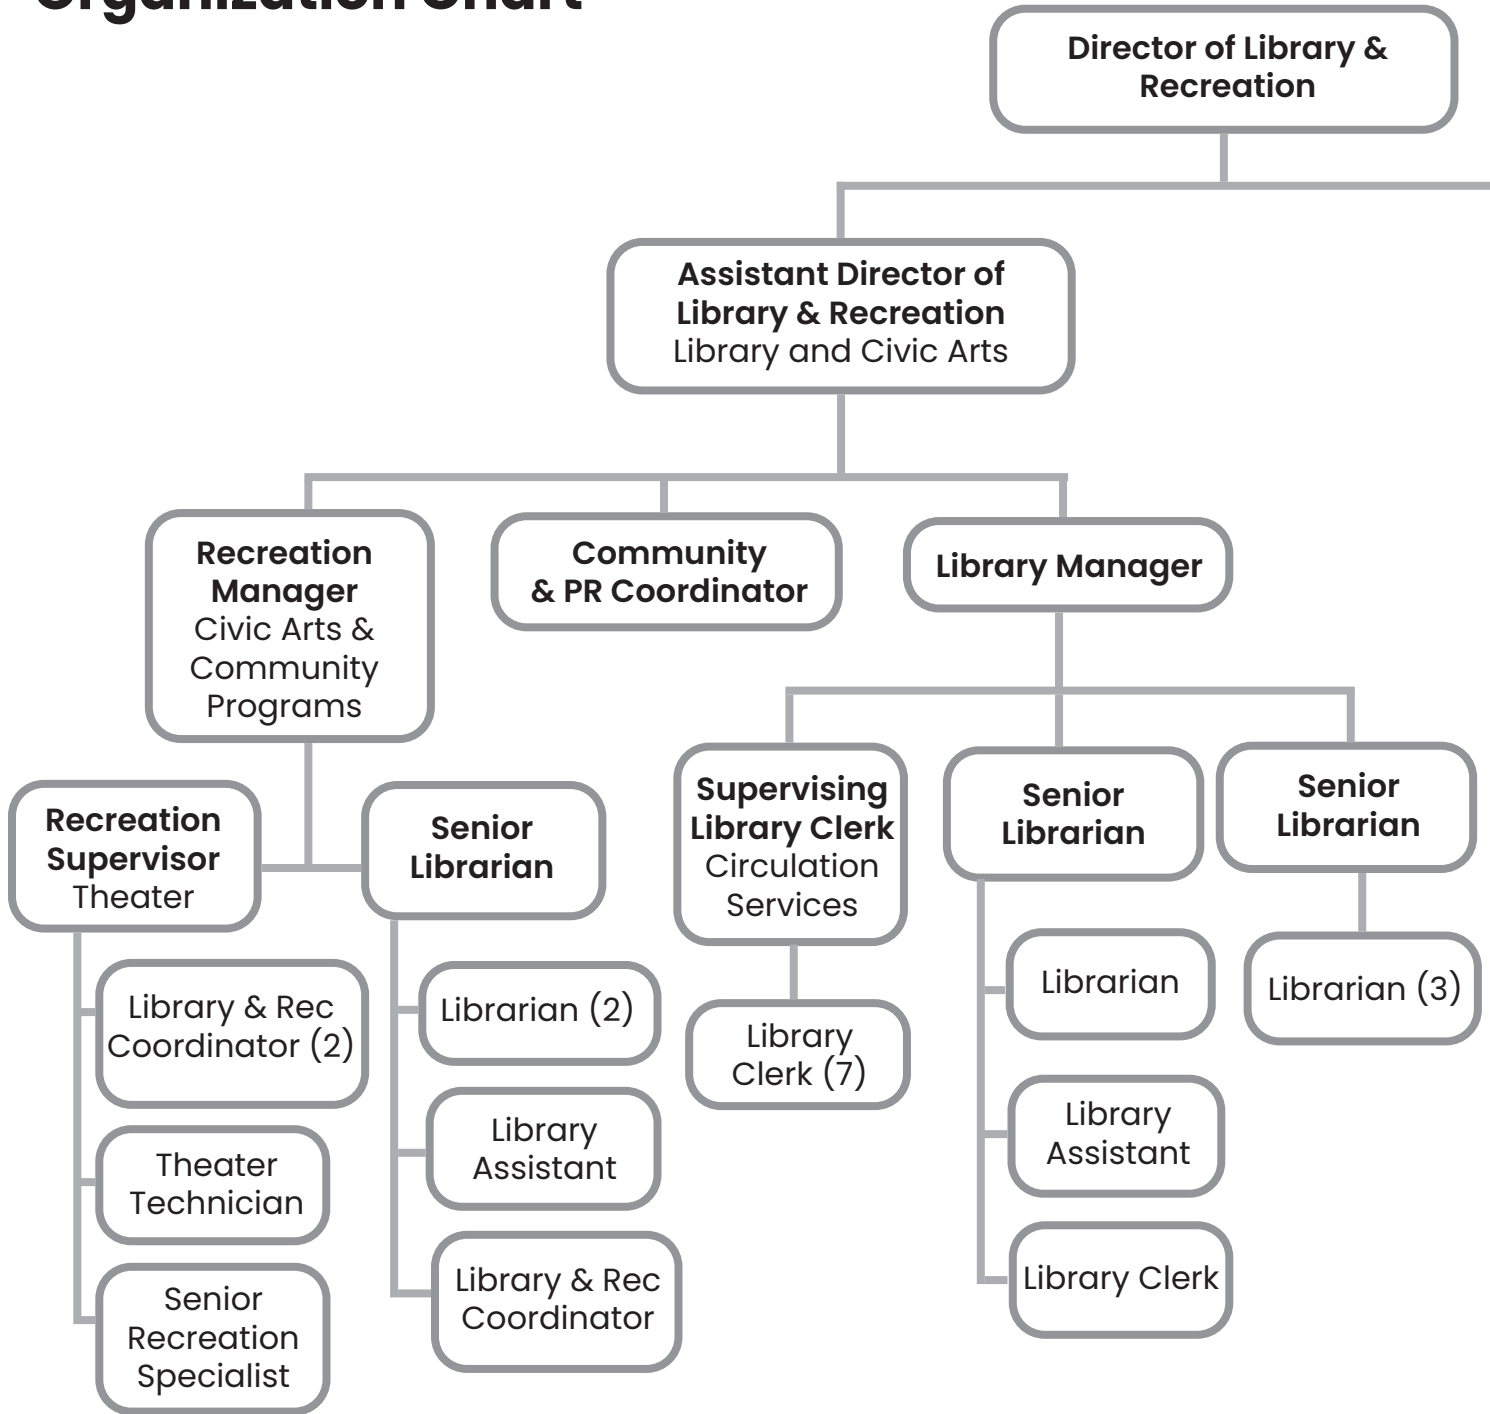 Organization Chart
Director of Library &
Recreation
Assistant Director of
Library & Recreation
Library and Civic Arts
Recreation
Manager
Civic Arts &
Community
Programs
Community
& PR Coordinator
Library Manager
Recreation
Supervisor
Theater
Senior
Librarian
Supervising
Library Clerk
Circulation
Services
Senior
Librarian
Senior
Librarian
Library & Rec
Coordinator (2)
Theater
Technician
Senior
Recreation
Specialist
Librarian (2)
Library
Assistant
Library & Rec
Coordinator
Library
Clerk (7)
Librarian
Library
Assistant
Library Clerk
Librarian (3)